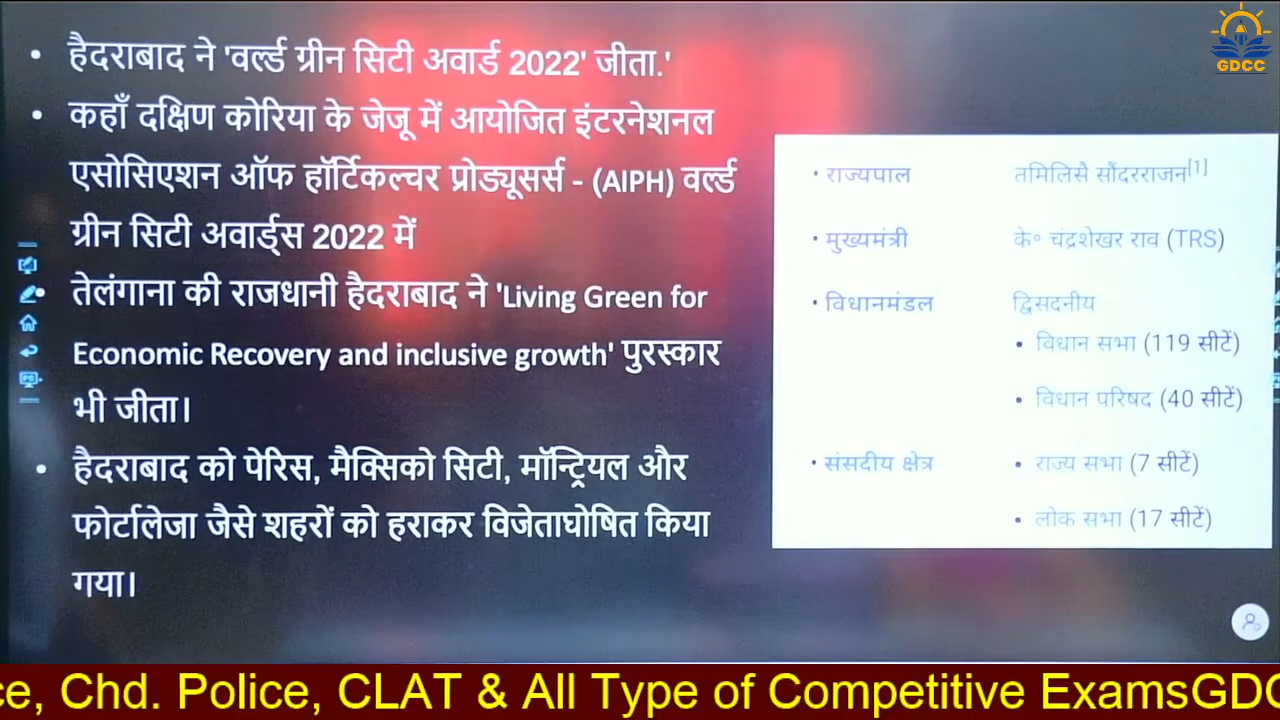 GDCC
• हैदराबाद ने 'वर्ल्ड ग्रीन सिटी अवार्ड 2022' जीता.'
• कहाँ दक्षिण कोरिया के जेजू में आयोजित इंटरनेशनल
एसोसिएशन ऑफ हॉर्टिकल्चर प्रोड्यूसर्स - (AIPH) वर्ल्ड
ग्रीन सिटी अवार्ड्स 2022 में
• तेलंगाना की राजधानी हैदराबाद ने 'Living Green for
Economic Recovery and inclusive growth' पुरस्कार
भी जीता।
• हैदराबाद को पेरिस, मैक्सिको सिटी, मॉन्ट्रियल और
फोर्टालेजा जैसे शहरों को हराकर विजेताघोषित किया
गया।
• राज्यपाल तमिलिसै सौंदरराजन[1]
• मुख्यमंत्री के॰ चंद्रशेखर राव (TRS)
• विधानमंडल द्विसदनीय
• विधान सभा (119 सीटें)
• विधान परिषद (40 सीटें)
• संसदीय क्षेत्र • राज्य सभा (7 सीटें)
• लोक सभा (17 सीटें)
ce, Chd. Police, CLAT & All Type of Competitive ExamsGDC